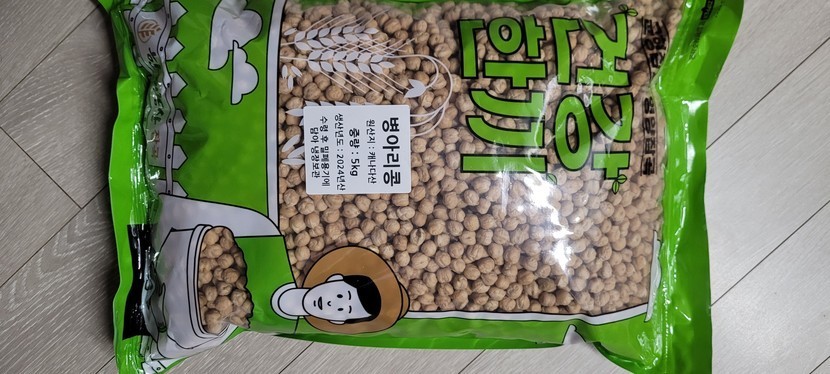 건강
한끼
병아리콩
원산지 : 캐나다산
중량 : 5kg
생산년도 : 2024년산
수령 후 밀폐용기에
담아 냉장보관